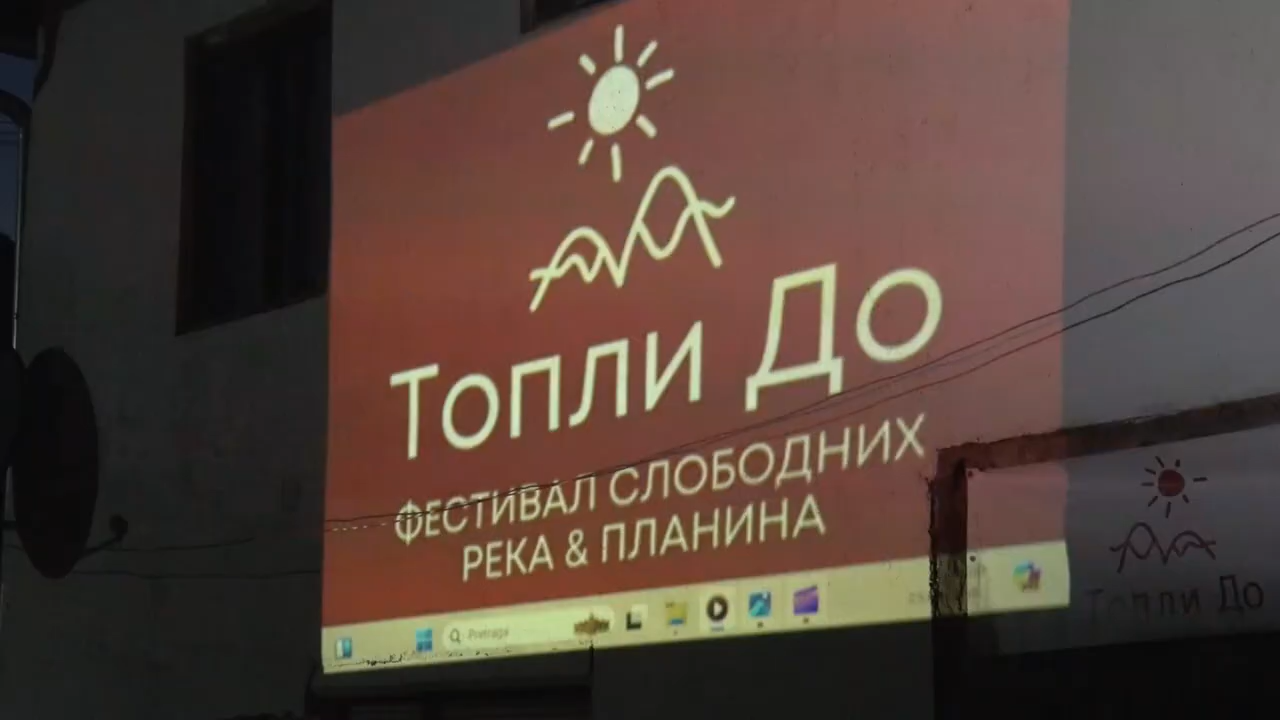 Топли До
ФЕСТИВАЛ СЛОБОДНИХ
РЕКА & ПЛАНИНА
Pretraga
Топли До